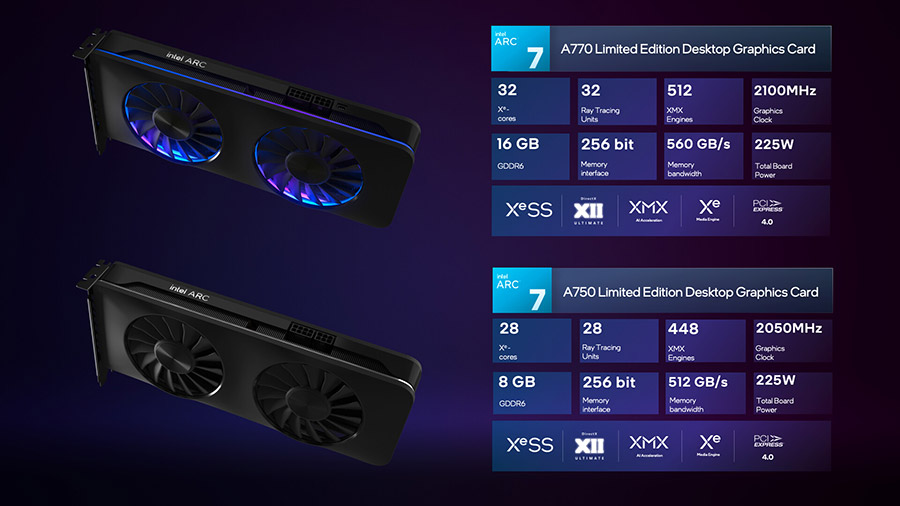 intel ARC
intel
ARC
7
A770 Limited Edition Desktop Graphics Card
32
Xe-
cores
32
Ray Tracing
Units
512
XMX
Engines
2100MHz
Graphics
Clock
16 GB
GDDR6
256 bit
Memory
interface
560 GB/s
Memory
bandwidth
225W
Total Board
Power
XeSS
DirectX
XII
ULTIMATE
XMX
AI Acceleration
Xe
Media Engine
PCI
EXPRESS
4.0
intel ARC
intel
ARC
7
A750 Limited Edition Desktop Graphics Card
28
Xe-
cores
28
Ray Tracing
Units
448
XMX
Engines
2050MHz
Graphics
Clock
8 GB
GDDR6
256 bit
Memory
interface
512 GB/s
Memory
bandwidth
225W
Total Board
Power
XeSS
DirectX
XII
ULTIMATE
XMX
AI Acceleration
Xe
Media Engine
PCI
EXPRESS
4.0